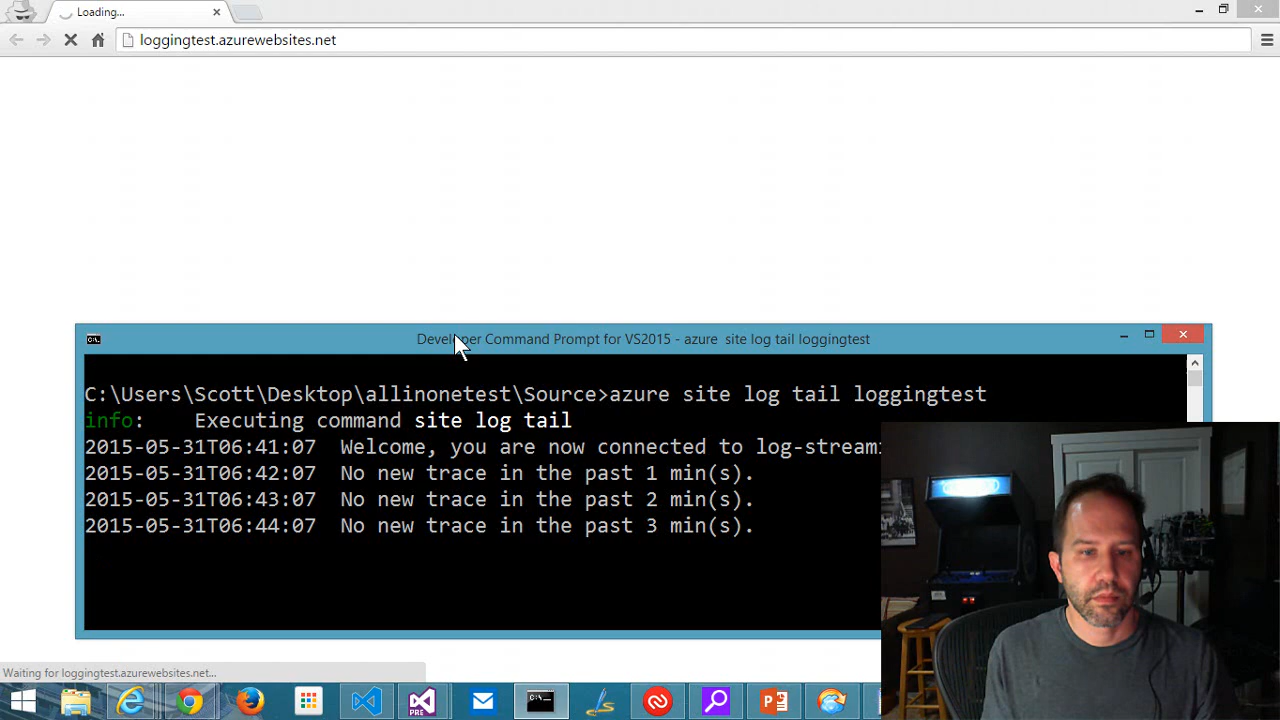 Loading...
loggingtest.azurewebsites.net
Developer Command Prompt for VS2015 - azure  site log tail loggingtest
C:\Users\Scott\Desktop\allinonetest\Source>azure site log tail loggingtest
info:    Executing command site log tail
2015-05-31T06:41:07  Welcome, you are now connected to log-streami
2015-05-31T06:42:07  No new trace in the past 1 min(s).
2015-05-31T06:43:07  No new trace in the past 2 min(s).
2015-05-31T06:44:07  No new trace in the past 3 min(s).
Waiting for loggingtest.azurewebsites.net...
PRE